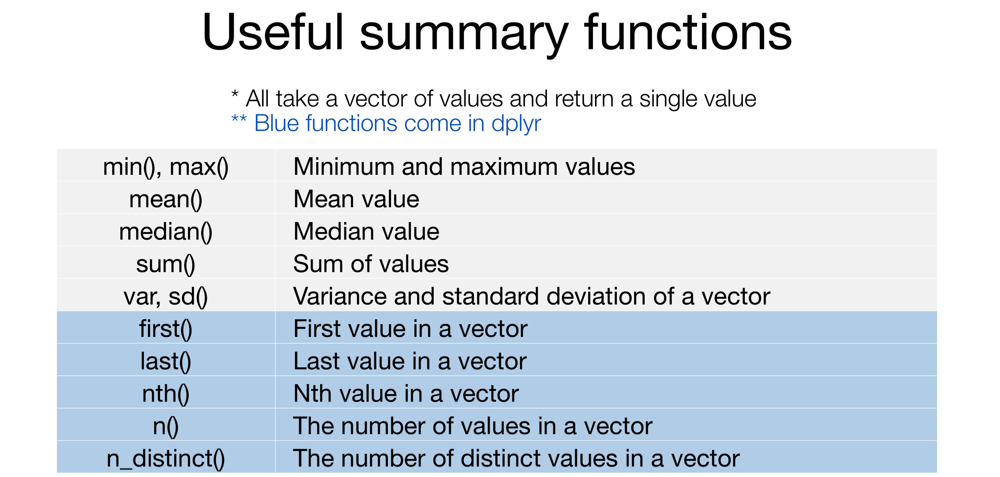 Useful summary functions
* All take a vector of values and return a single value
** Blue functions come in dplyr
min(), max() Minimum and maximum values
mean() Mean value
median() Median value
sum() Sum of values
var, sd() Variance and standard deviation of a vector
first() First value in a vector
last() Last value in a vector
nth() Nth value in a vector
n() The number of values in a vector
n_distinct() The number of distinct values in a vector